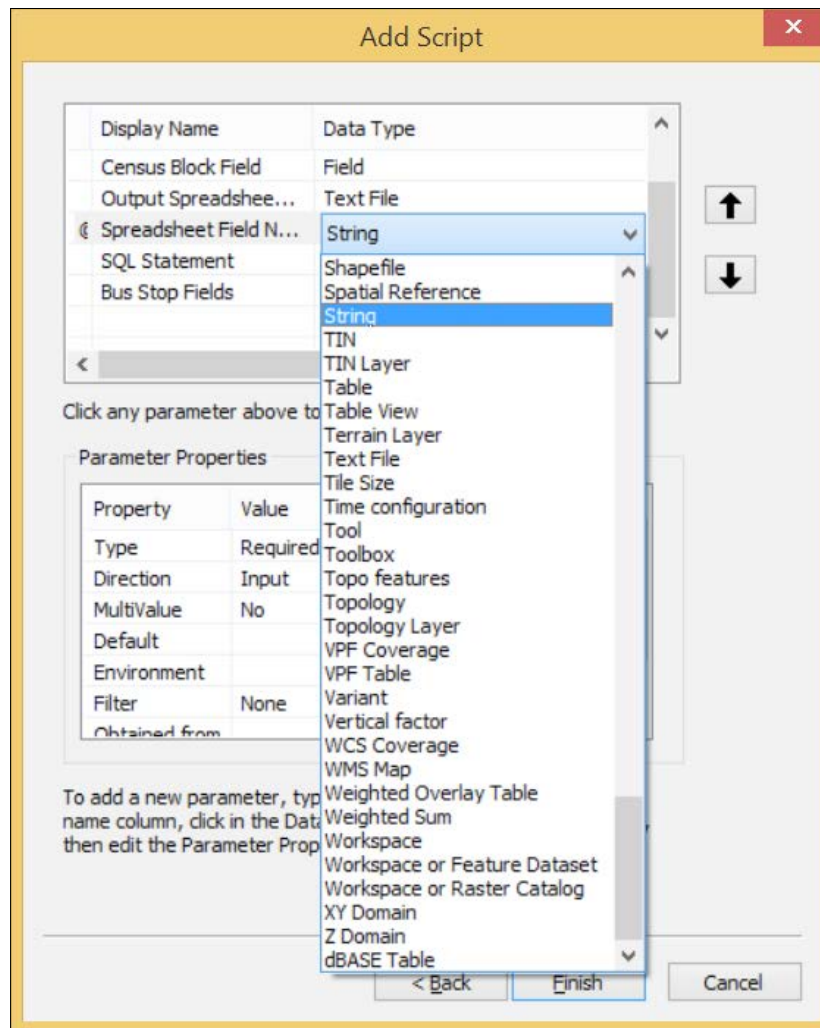 Add Script
Display Name Data Type
Census Block Field Field
Output Spreadshee... Text File
Spreadsheet Field N... String
SQL Statement
Bus Stop Fields
Shapefile
Spatial Reference
String
TIN
TIN Layer
Table
Table View
Terrain Layer
Text File
Tile Size
Time configuration
Tool
Toolbox
Topo features
Topology
Topology Layer
VPF Coverage
VPF Table
Variant
Vertical factor
WCS Coverage
WMS Map
Weighted Overlay Table
Weighted Sum
Workspace
Workspace or Feature Dataset
Workspace or Raster Catalog
XY Domain
Z Domain
dBASE Table
Click any parameter above to
Parameter Properties
Property Value
Type Required
Direction Input
MultiValue No
Default
Environment
Filter None
Obtained from
To add a new parameter, typ
name column, click in the Data
then edit the Parameter Prop
< Back Finish Cancel